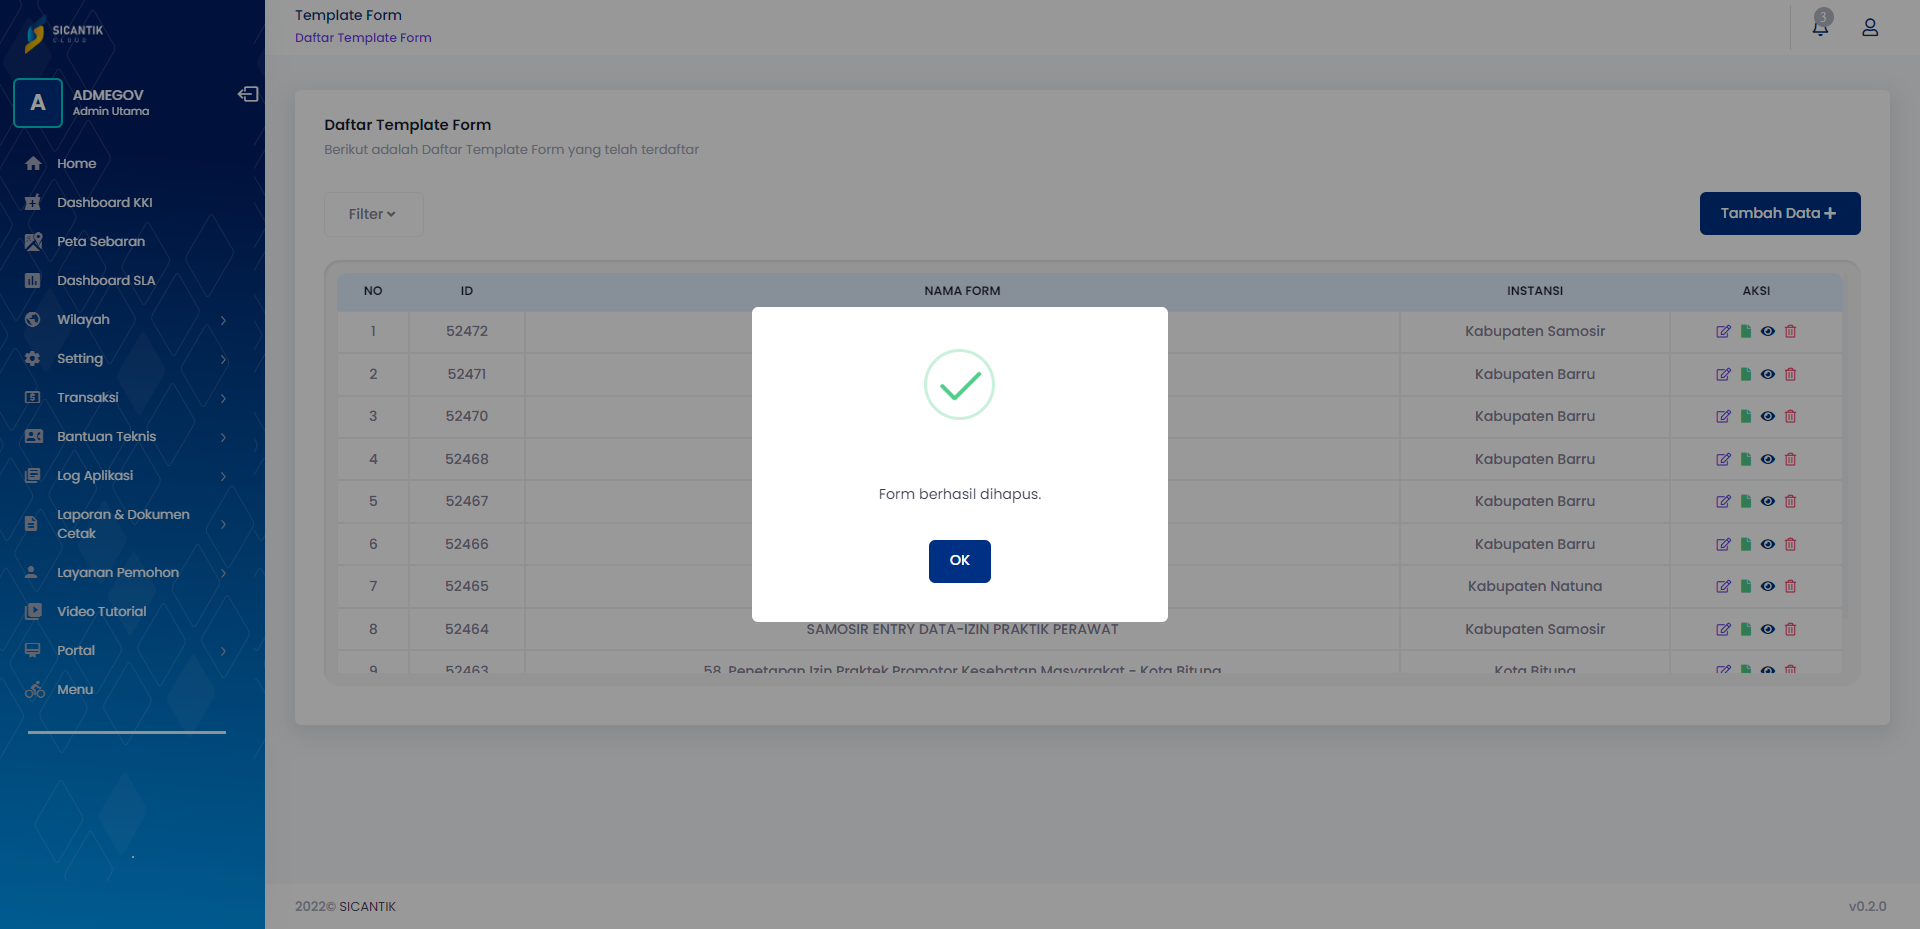 SICANTIK
CLOUD
A
ADMEGOV
Admin Utama
Home
Dashboard KKI
Peta Sebaran
Dashboard SLA
Wilayah
Setting
Transaksi
Bantuan Teknis
Log Aplikasi
Laporan & Dokumen
Cetak
Layanan Pemohon
Video Tutorial
Portal
Menu
Template Form
Daftar Template Form
3
Daftar Template Form
Berikut adalah Daftar Template Form yang telah terdaftar
Filter
Tambah Data +
NO ID NAMA FORM INSTANSI AKSI
1 52472 Kabupaten Samosir
2 52471 Kabupaten Barru
3 52470 Kabupaten Barru
4 52468 Kabupaten Barru
5 52467 Kabupaten Barru
6 52466 Kabupaten Barru
7 52465 Kabupaten Natuna
8 52464 SAMOSIR ENTRY DATA-IZIN PRAKTIK PERAWAT Kabupaten Samosir
9 52463 58. Penetapan Izin Praktek Promotor Kesehatan Masyarakat - Kota Bitung Kota Bitung
Form berhasil dihapus.
OK
2022© SICANTIK
v0.2.0